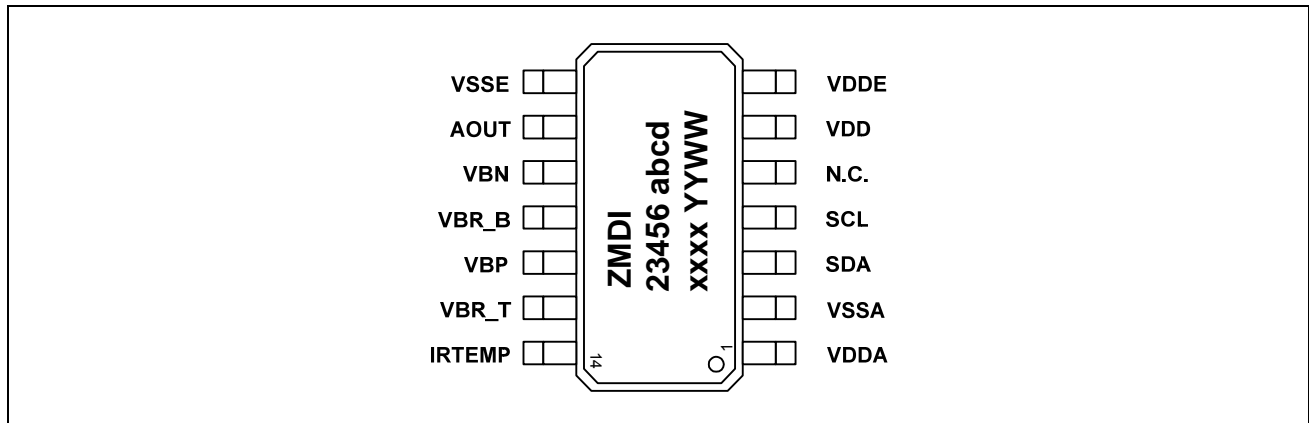 VSSE
AOUT
VBN
VBR_B
VBP
VBR_T
IRTEMP
ZMDI
23456 abcd
xxxx YYWW
14
1
VDDE
VDD
N.C.
SCL
SDA
VSSA
VDDA